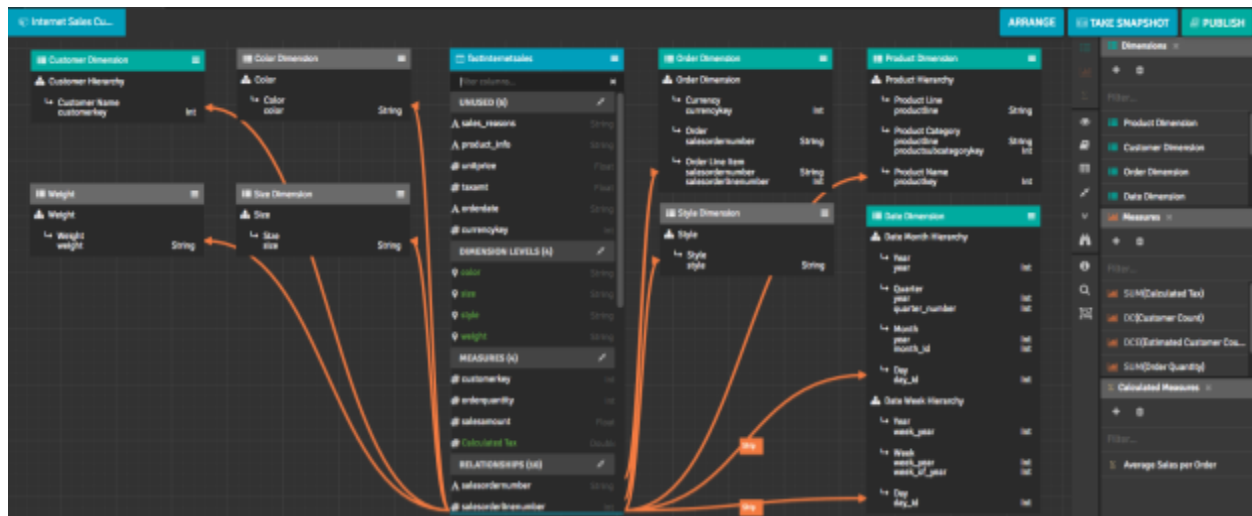 Internet Sales Cu...
ARRANGE
TAKE SNAPSHOT
PUBLISH
Customer Dimension
Customer Hierarchy
Customer Name
customerkey Int
Color Dimension
Color
Color
color String
Weight
Weight
Weight
weight String
Size Dimension
Size
Size
size String
factinternetsales
filter columns...
UNUSED (6)
sales_reasons String
product_info String
unitprice Float
taxamt Float
orderdate String
currencykey Int
DIMENSION LEVELS (4)
color String
size String
style String
weight String
MEASURES (4)
customerkey Int
orderquantity Int
salesamount Float
Calculated Tax Double
RELATIONSHIPS (10)
salesordernumber String
salesorderlinenumber Int
Order Dimension
Order Dimension
Currency
currencykey Int
Order
salesordernumber String
Order Line Item
salesordernumber String
salesorderlinenumber Int
Style Dimension
Style
Style
style String
Ship
Ship
Product Dimension
Product Hierarchy
Product Line
productline String
Product Category
productline String
productsubcategorykey Int
Product Name
productkey Int
Date Dimension
Date Month Hierarchy
Year
year Int
Quarter
year Int
quarter_number Int
Month
year Int
month_id Int
Day
day_id Int
Date Week Hierarchy
Year
week_year Int
Week
week_year Int
week_of_year Int
Day
day_id Int
Dimensions
Filter...
Product Dimension
Customer Dimension
Order Dimension
Date Dimension
Measures
Filter...
SUM(Calculated Tax)
DC(Customer Count)
DCE(Estimated Customer Cou...
SUM(Order Quantity)
Calculated Measures
Filter...
Average Sales per Order